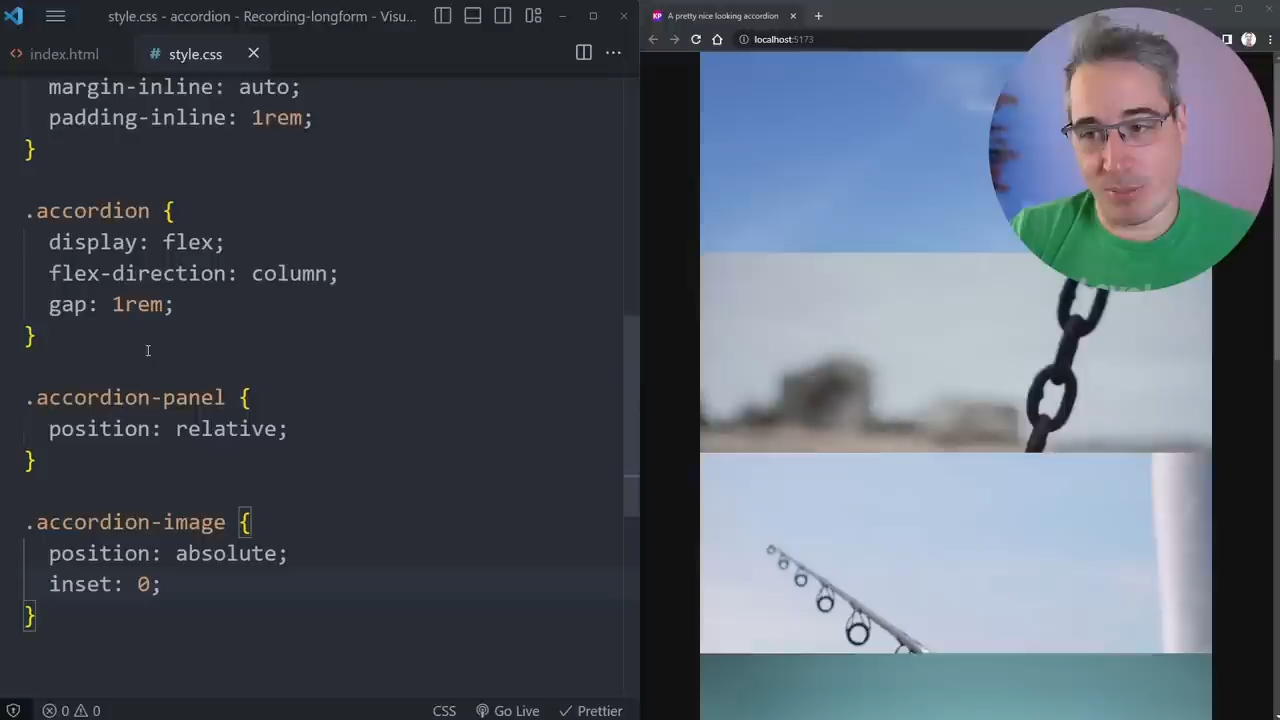 style.css - accordion - Recording-longform - Visu...
index.html
# style.css
margin-inline: auto;
padding-inline: 1rem;
}
.accordion {
display: flex;
flex-direction: column;
gap: 1rem;
}
.accordion-panel {
position: relative;
}
.accordion-image {
position: absolute;
inset: 0;
}
0 0
CSS
Go Live
Prettier
KP A pretty nice looking accordion
localhost:5173